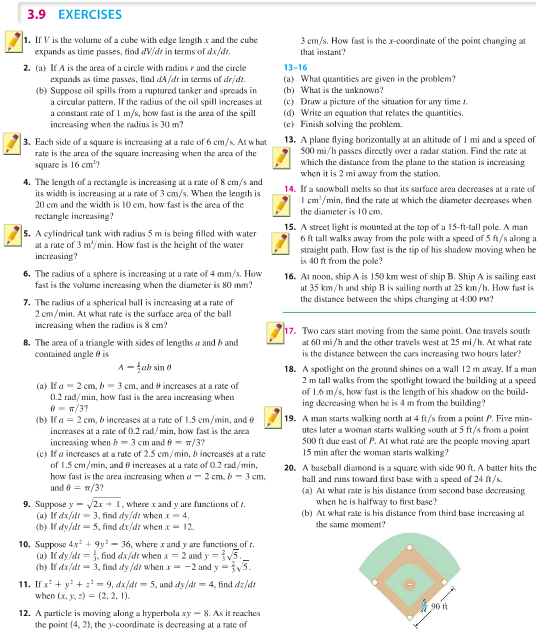 3.9 EXERCISES
1. If V is the volume of a cube with edge length x and the cube
expands as time passes, find dV/dt in terms of dx/dt.
2. (a) If A is the area of a circle with radius r and the circle
expands as time passes, find dA/dt in terms of dr/dt.
(b) Suppose oil spills from a ruptured tanker and spreads in
a circular pattern. If the radius of the oil spill increases at
a constant rate of 1 m/s, how fast is the area of the spill
increasing when the radius is 30 m?
3. Each side of a square is increasing at a rate of 6 cm/s. At what
rate is the area of the square increasing when the area of the
square is 16 cm²?
4. The length of a rectangle is increasing at a rate of 8 cm/s and
its width is increasing at a rate of 3 cm/s. When the length is
20 cm and the width is 10 cm, how fast is the area of the
rectangle increasing?
5. A cylindrical tank with radius 5 m is being filled with water
at a rate of 3 m³/min. How fast is the height of the water
increasing?
6. The radius of a sphere is increasing at a rate of 4 mm/s. How
fast is the volume increasing when the diameter is 80 mm?
7. The radius of a spherical ball is increasing at a rate of
2 cm/min. At what rate is the surface area of the ball
increasing when the radius is 8 cm?
8. The area of a triangle with sides of lengths a and b and
contained angle θ is
A = ½ab sin θ
(a) If a = 2 cm, b = 3 cm, and θ increases at a rate of
0.2 rad/min, how fast is the area increasing when
θ = π/3?
(b) If a = 2 cm, b increases at a rate of 1.5 cm/min, and θ
increases at a rate of 0.2 rad/min, how fast is the area
increasing when b = 3 cm and θ = π/3?
(c) If a increases at a rate of 2.5 cm/min, b increases at a rate
of 1.5 cm/min, and θ increases at a rate of 0.2 rad/min,
how fast is the area increasing when a = 2 cm, b = 3 cm,
and θ = π/3?
9. Suppose y = √(2x + 1), where x and y are functions of t.
(a) If dx/dt = 3, find dy/dt when x = 4.
(b) If dy/dt = 5, find dx/dt when x = 12.
10. Suppose 4x² + 9y² = 36, where x and y are functions of t.
(a) If dy/dt = ⅓, find dx/dt when x = 2 and y = ⅔√5.
(b) If dx/dt = 3, find dy/dt when x = −2 and y = ⅔√5.
11. If x² + y² + z² = 9, dx/dt = 5, and dy/dt = 4, find dz/dt
when (x, y, z) = (2, 2, 1).
12. A particle is moving along a hyperbola xy = 8. As it reaches
the point (4, 2), the y-coordinate is decreasing at a rate of
3 cm/s. How fast is the x-coordinate of the point changing at
that instant?
13–16
(a) What quantities are given in the problem?
(b) What is the unknown?
(c) Draw a picture of the situation for any time t.
(d) Write an equation that relates the quantities.
(e) Finish solving the problem.
13. A plane flying horizontally at an altitude of 1 mi and a speed of
500 mi/h passes directly over a radar station. Find the rate at
which the distance from the plane to the station is increasing
when it is 2 mi away from the station.
14. If a snowball melts so that its surface area decreases at a rate of
1 cm²/min, find the rate at which the diameter decreases when
the diameter is 10 cm.
15. A street light is mounted at the top of a 15-ft-tall pole. A man
6 ft tall walks away from the pole with a speed of 5 ft/s along a
straight path. How fast is the tip of his shadow moving when he
is 40 ft from the pole?
16. At noon, ship A is 150 km west of ship B. Ship A is sailing east
at 35 km/h and ship B is sailing north at 25 km/h. How fast is
the distance between the ships changing at 4:00 PM?
17. Two cars start moving from the same point. One travels south
at 60 mi/h and the other travels west at 25 mi/h. At what rate
is the distance between the cars increasing two hours later?
18. A spotlight on the ground shines on a wall 12 m away. If a man
2 m tall walks from the spotlight toward the building at a speed
of 1.6 m/s, how fast is the length of his shadow on the build-
ing decreasing when he is 4 m from the building?
19. A man starts walking north at 4 ft/s from a point P. Five min-
utes later a woman starts walking south at 5 ft/s from a point
500 ft due east of P. At what rate are the people moving apart
15 min after the woman starts walking?
20. A baseball diamond is a square with side 90 ft. A batter hits the
ball and runs toward first base with a speed of 24 ft/s.
(a) At what rate is his distance from second base decreasing
when he is halfway to first base?
(b) At what rate is his distance from third base increasing at
the same moment?
90 ft